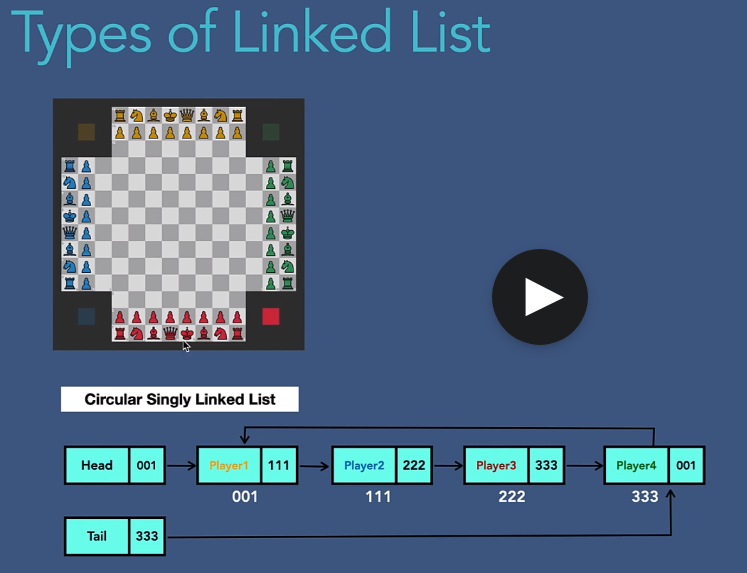 Types of Linked List
Circular Singly Linked List
Head 001 Player1 111 Player2 222 Player3 333 Player4 001
001 111 222 333
Tail 333